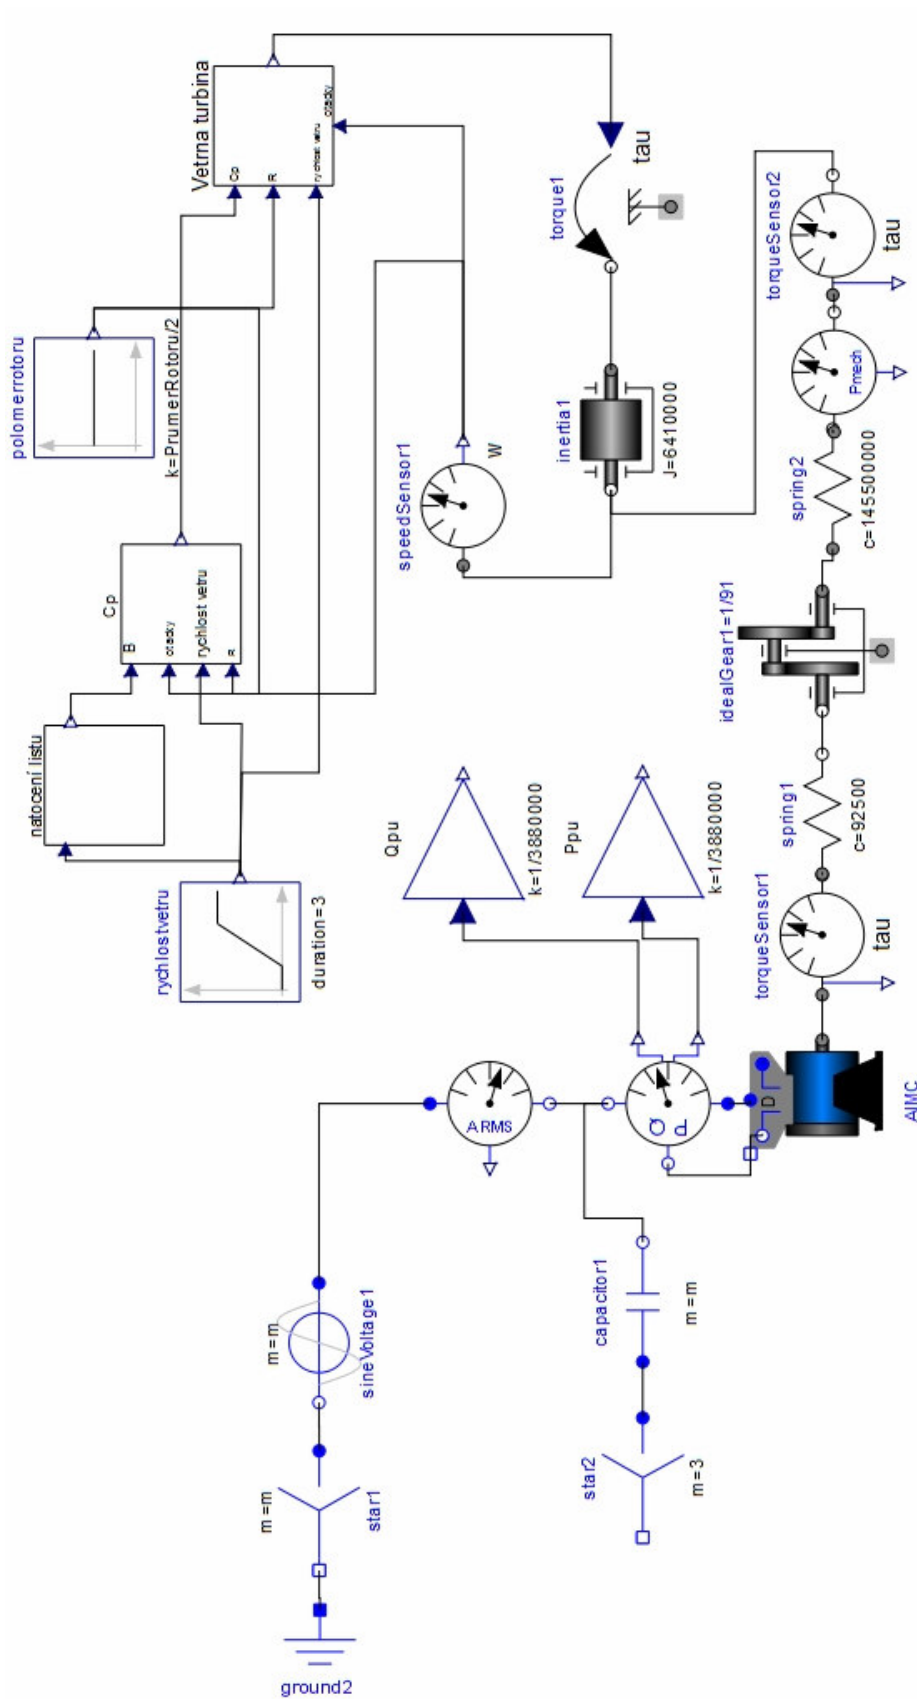 Vetrna turbina
Cp
R
rychlost vetru
otacky
polomerrotoru
k=PrumerRotoru/2
Cp
B
otacky
rychlost vetru
R
natocení listu
rychlostvetru
duration=3
speedSensor1
W
torque1
tau
inertia1
J=6410000
torqueSensor2
tau
Pmech
spring2
c=145500000
idealGear1=1/91
spring1
c=92500
torqueSensor1
tau
Qpu
k=1/3880000
Ppu
k=1/3880000
ARMS
Q
P
D
AIMC
m=m
sineVoltage1
capacitor1
m=m
m=m
star1
star2
m=3
ground2